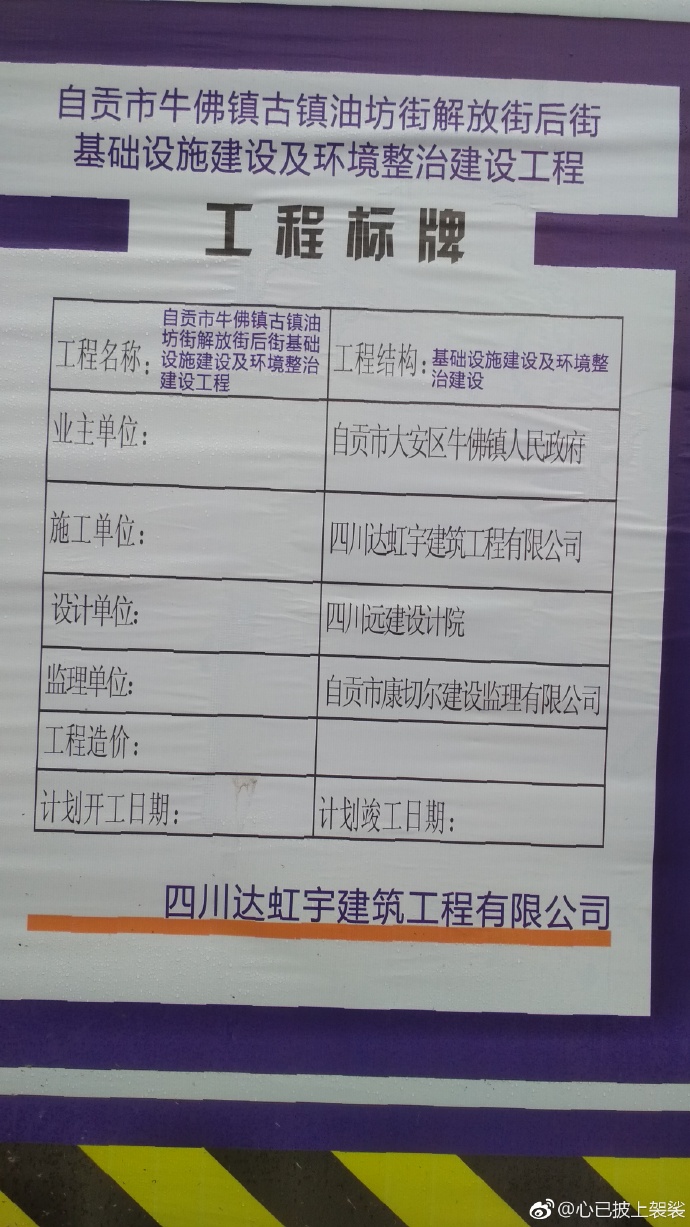 自贡市牛佛镇古镇油坊街解放街后街
基础设施建设及环境整治建设工程
工程标牌
工程名称:
自贡市牛佛镇古镇油
坊街解放街后街基础
设施建设及环境整治
建设工程
工程结构:
基础设施建设及环境整
治建设
业主单位:
自贡市大安区牛佛镇人民政府
施工单位:
四川达虹宇建筑工程有限公司
设计单位:
四川远建设计院
监理单位:
自贡市康切尔建设监理有限公司
工程造价:
计划开工日期:
计划竣工日期:
四川达虹宇建筑工程有限公司
@心已披上袈裟